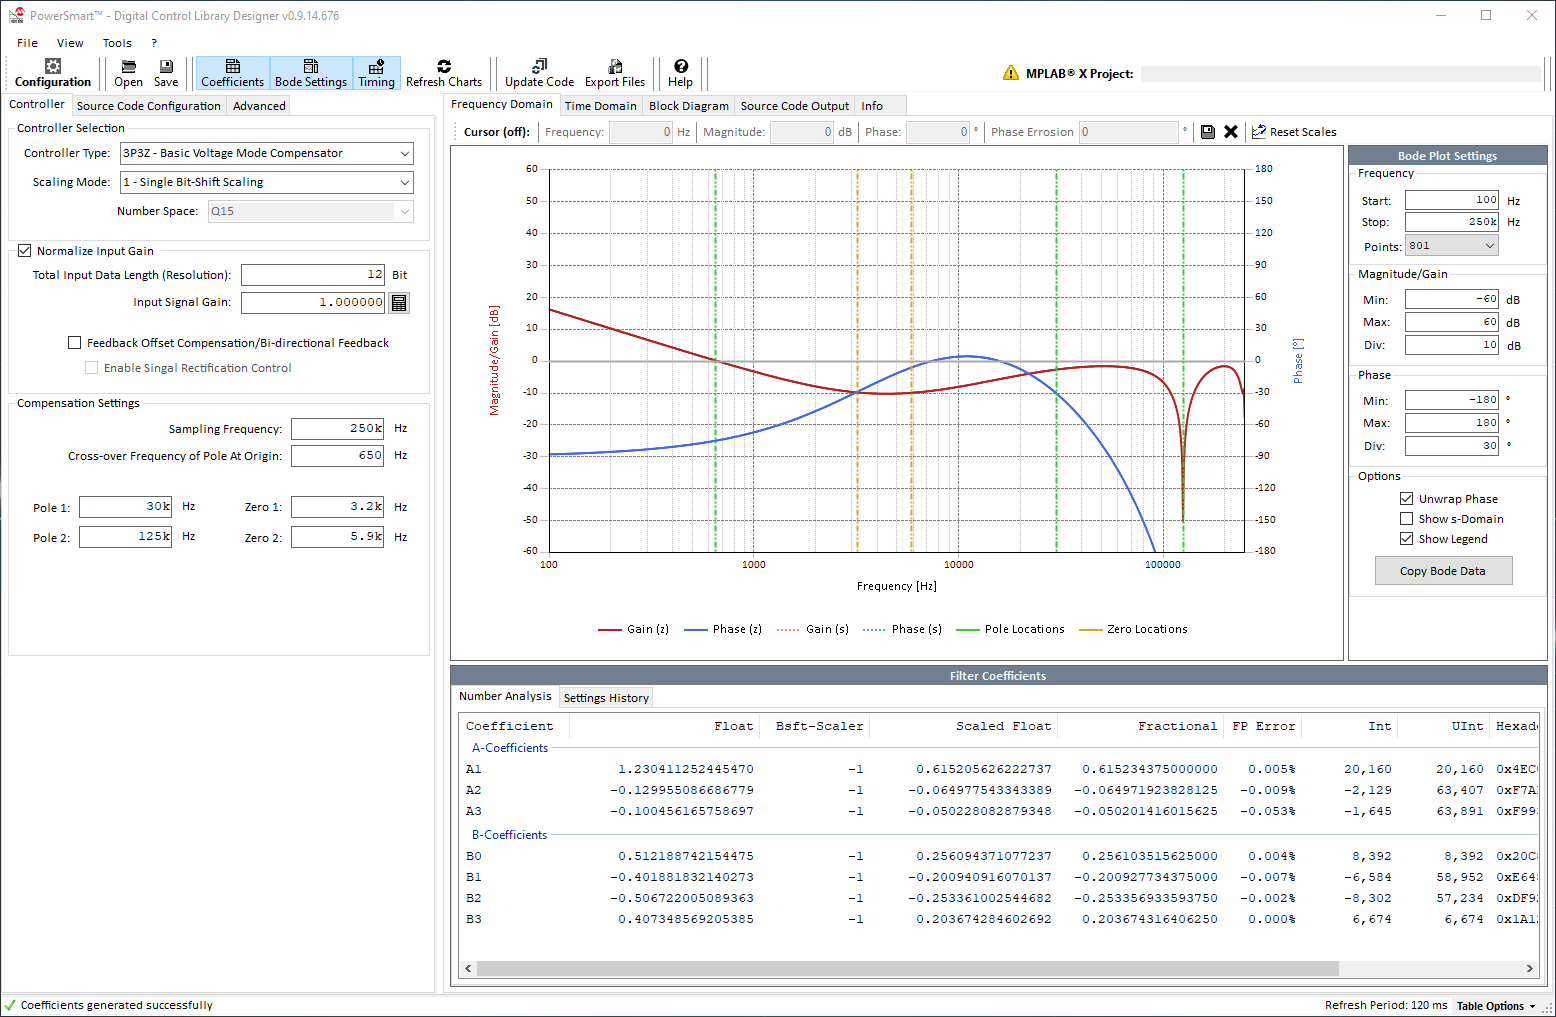 PowerSmart™ - Digital Control Library Designer v0.9.14.676
File View Tools ?
Configuration Open Save Coefficients Bode Settings Timing Refresh Charts Update Code Export Files Help MPLAB® X Project:
Controller Source Code Configuration Advanced
Controller Selection
Controller Type: 3P3Z - Basic Voltage Mode Compensator
Scaling Mode: 1 - Single Bit-Shift Scaling
Number Space: Q15
Normalize Input Gain
Total Input Data Length (Resolution): 12 Bit
Input Signal Gain: 1.000000
Feedback Offset Compensation/Bi-directional Feedback
Enable Singal Rectification Control
Compensation Settings
Sampling Frequency: 250k Hz
Cross-over Frequency of Pole At Origin: 650 Hz
Pole 1: 30k Hz Zero 1: 3.2k Hz
Pole 2: 125k Hz Zero 2: 5.9k Hz
Frequency Domain Time Domain Block Diagram Source Code Output Info
Cursor (off): Frequency: 0 Hz Magnitude: 0 dB Phase: 0 ° Phase Errosion 0 ° Reset Scales
60 180
50 150
40 120
30 90
20 60
10 30
0 0
-10 -30
-20 -60
-30 -90
-40 -120
-50 -150
-60 -180
Magnitude/Gain [dB]
Phase [°]
100 1000 10000 100000
Frequency [Hz]
Gain (z) Phase (z) Gain (s) Phase (s) Pole Locations Zero Locations
Bode Plot Settings
Frequency
Start: 100 Hz
Stop: 250k Hz
Points: 801
Magnitude/Gain
Min: -60 dB
Max: 60 dB
Div: 10 dB
Phase
Min: -180 °
Max: 180 °
Div: 30 °
Options
Unwrap Phase
Show s-Domain
Show Legend
Copy Bode Data
Filter Coefficients
Number Analysis Settings History
Coefficient Float Bsft-Scaler Scaled Float Fractional FP Error Int UInt Hexad
A-Coefficients
A1 1.230411252445470 -1 0.615205626222737 0.615234375000000 0.005% 20,160 20,160 0x4EC
A2 -0.129955086686779 -1 -0.064977543343389 -0.064971923828125 -0.009% -2,129 63,407 0xF7A
A3 -0.100456165758697 -1 -0.050228082879348 -0.050201416015625 -0.053% -1,645 63,891 0xF99
B-Coefficients
B0 0.512188742154475 -1 0.256094371077237 0.256103515625000 0.004% 8,392 8,392 0x20C
B1 -0.401881832140273 -1 -0.200940916070137 -0.200927734375000 -0.007% -6,584 58,952 0xE64
B2 -0.506722005089363 -1 -0.253361002544682 -0.253356933593750 -0.002% -8,302 57,234 0xDF9
B3 0.407348569205385 -1 0.203674284602692 0.203674316406250 0.000% 6,674 6,674 0x1A1
Coefficients generated successfully Refresh Period: 120 ms Table Options